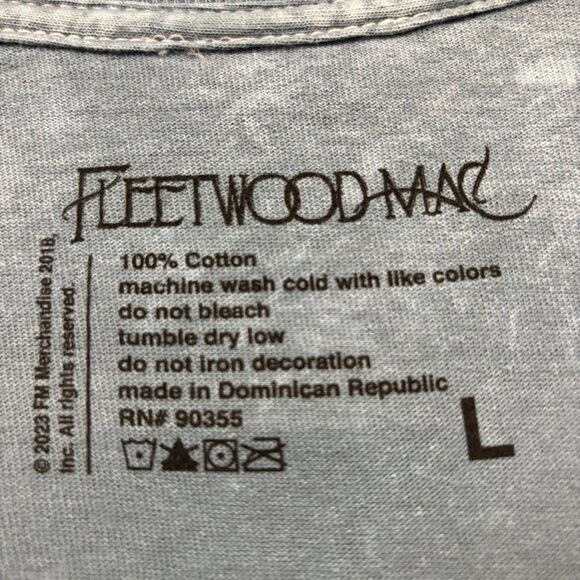 FLEETWOOD MAC
100% Cotton
machine wash cold with like colors
do not bleach
tumble dry low
do not iron decoration
made in Dominican Republic
RN# 90355
L
© 2023 FM Merchandise 2018,
Inc. All rights reserved.